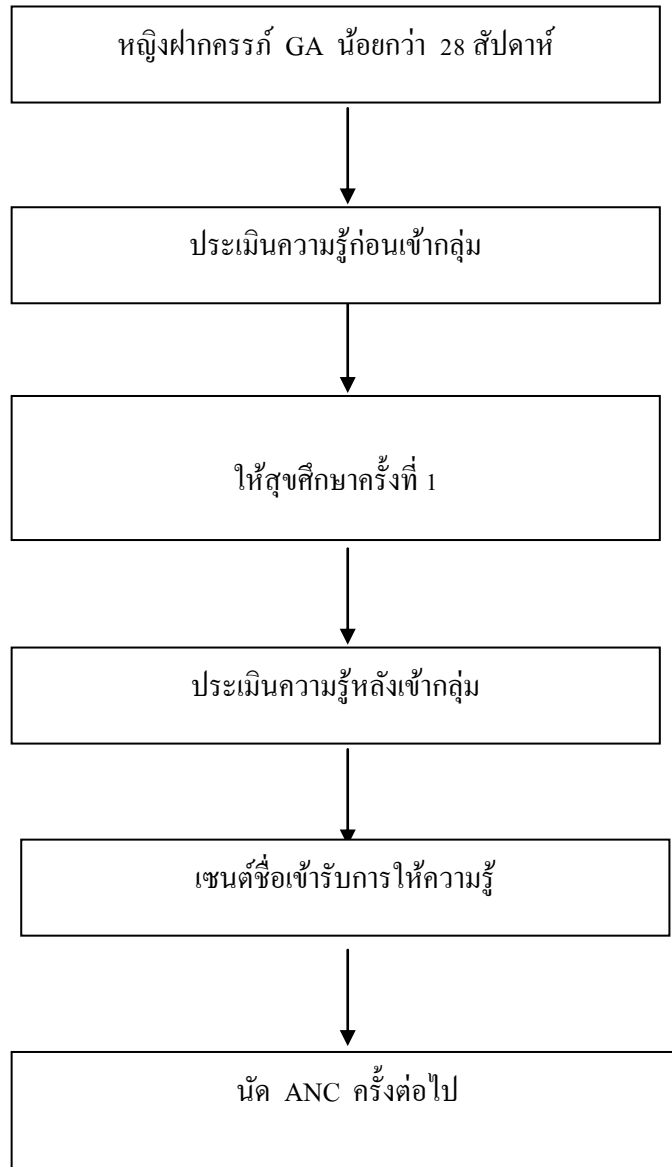 หญิงฝากครรภ์ GA น้อยกว่า 28 สัปดาห์
ประเมินความรู้ก่อนเข้ากลุ่ม
ให้สุขศึกษาครั้งที่ 1
ประเมินความรู้หลังเข้ากลุ่ม
เซนต์ชื่อเข้ารับการให้ความรู้
นัด ANC ครั้งต่อไป